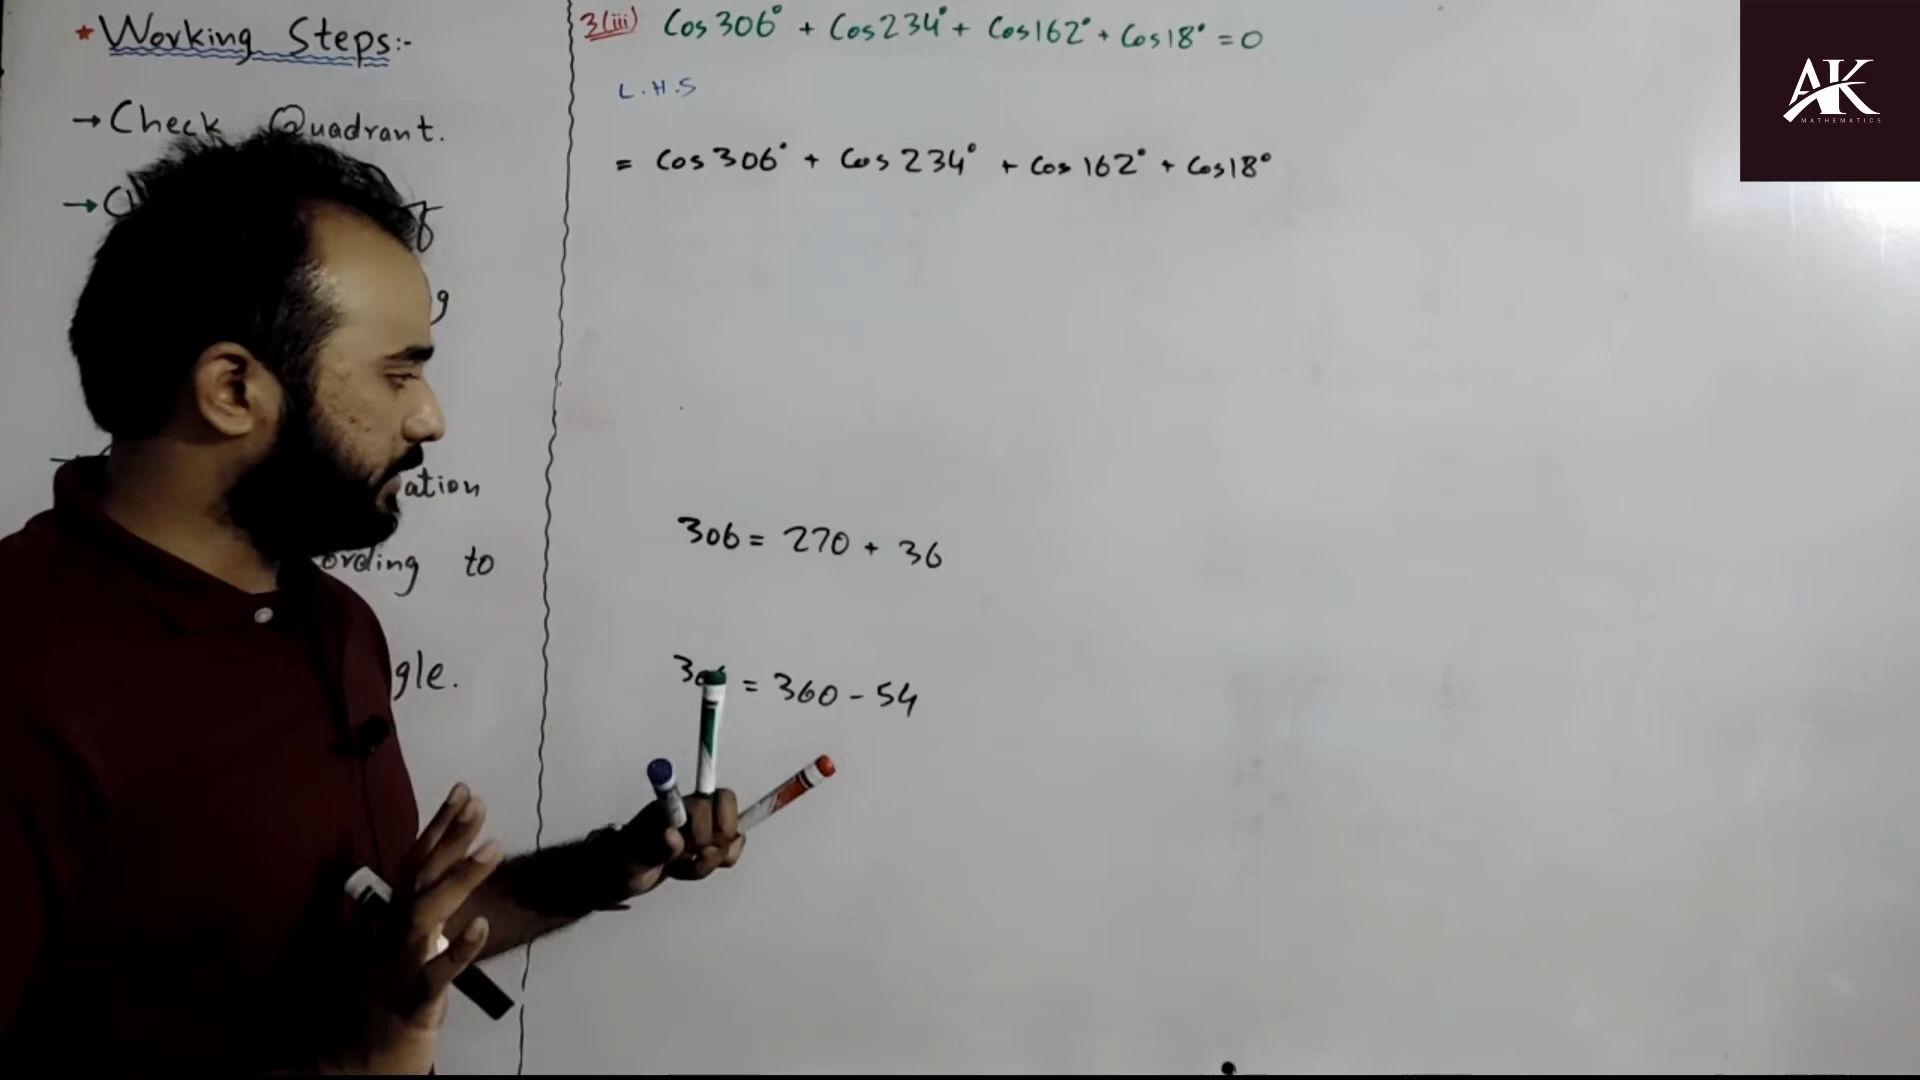 *Working Steps:-
→ Check Quadrant.
ation
ording to
gle.
3(iii) Cos 306° + Cos 234° + Cos 162° + Cos 18° = 0
L.H.S
= Cos 306° + Cos 234° + Cos 162° + Cos 18°
306 = 270 + 36
= 360 - 54
AK
MATHEMATICS